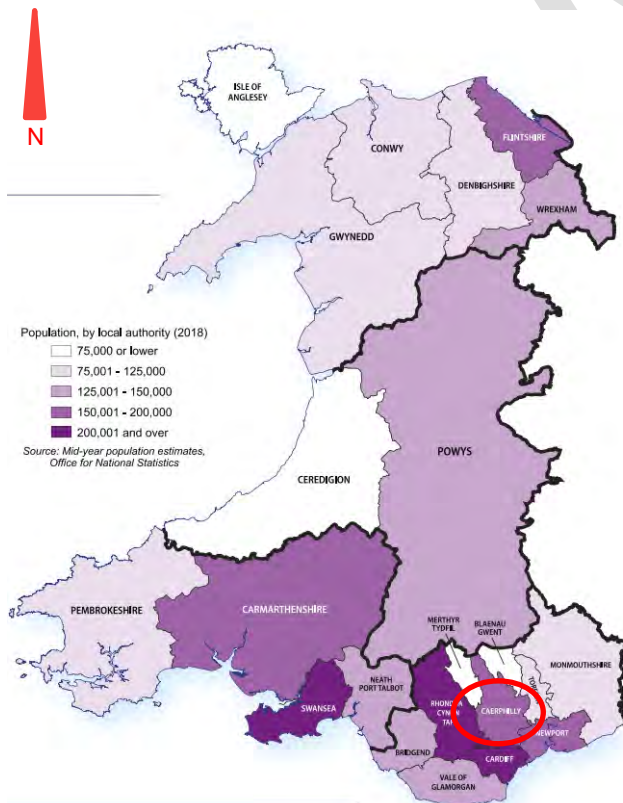 N
ISLE OF
ANGLESEY
FLINTSHIRE
CONWY
DENBIGHSHIRE
WREXHAM
GWYNEDD
Population, by local authority (2018)
75,000 or lower
75,001 - 125,000
125,001 - 150,000
150,001 - 200,000
200,001 and over
Source: Mid-year population estimates,
Office for National Statistics
POWYS
CEREDIGION
PEMBROKESHIRE
CARMARTHENSHIRE
MERTHYR
TYDFIL
BLAENAU
GWENT
MONMOUTHSHIRE
NEATH
PORT TALBOT
SWANSEA
RHONDDA
CYNON
TAF
CAERPHILLY
NEWPORT
BRIDGEND
CARDIFF
VALE OF
GLAMORGAN